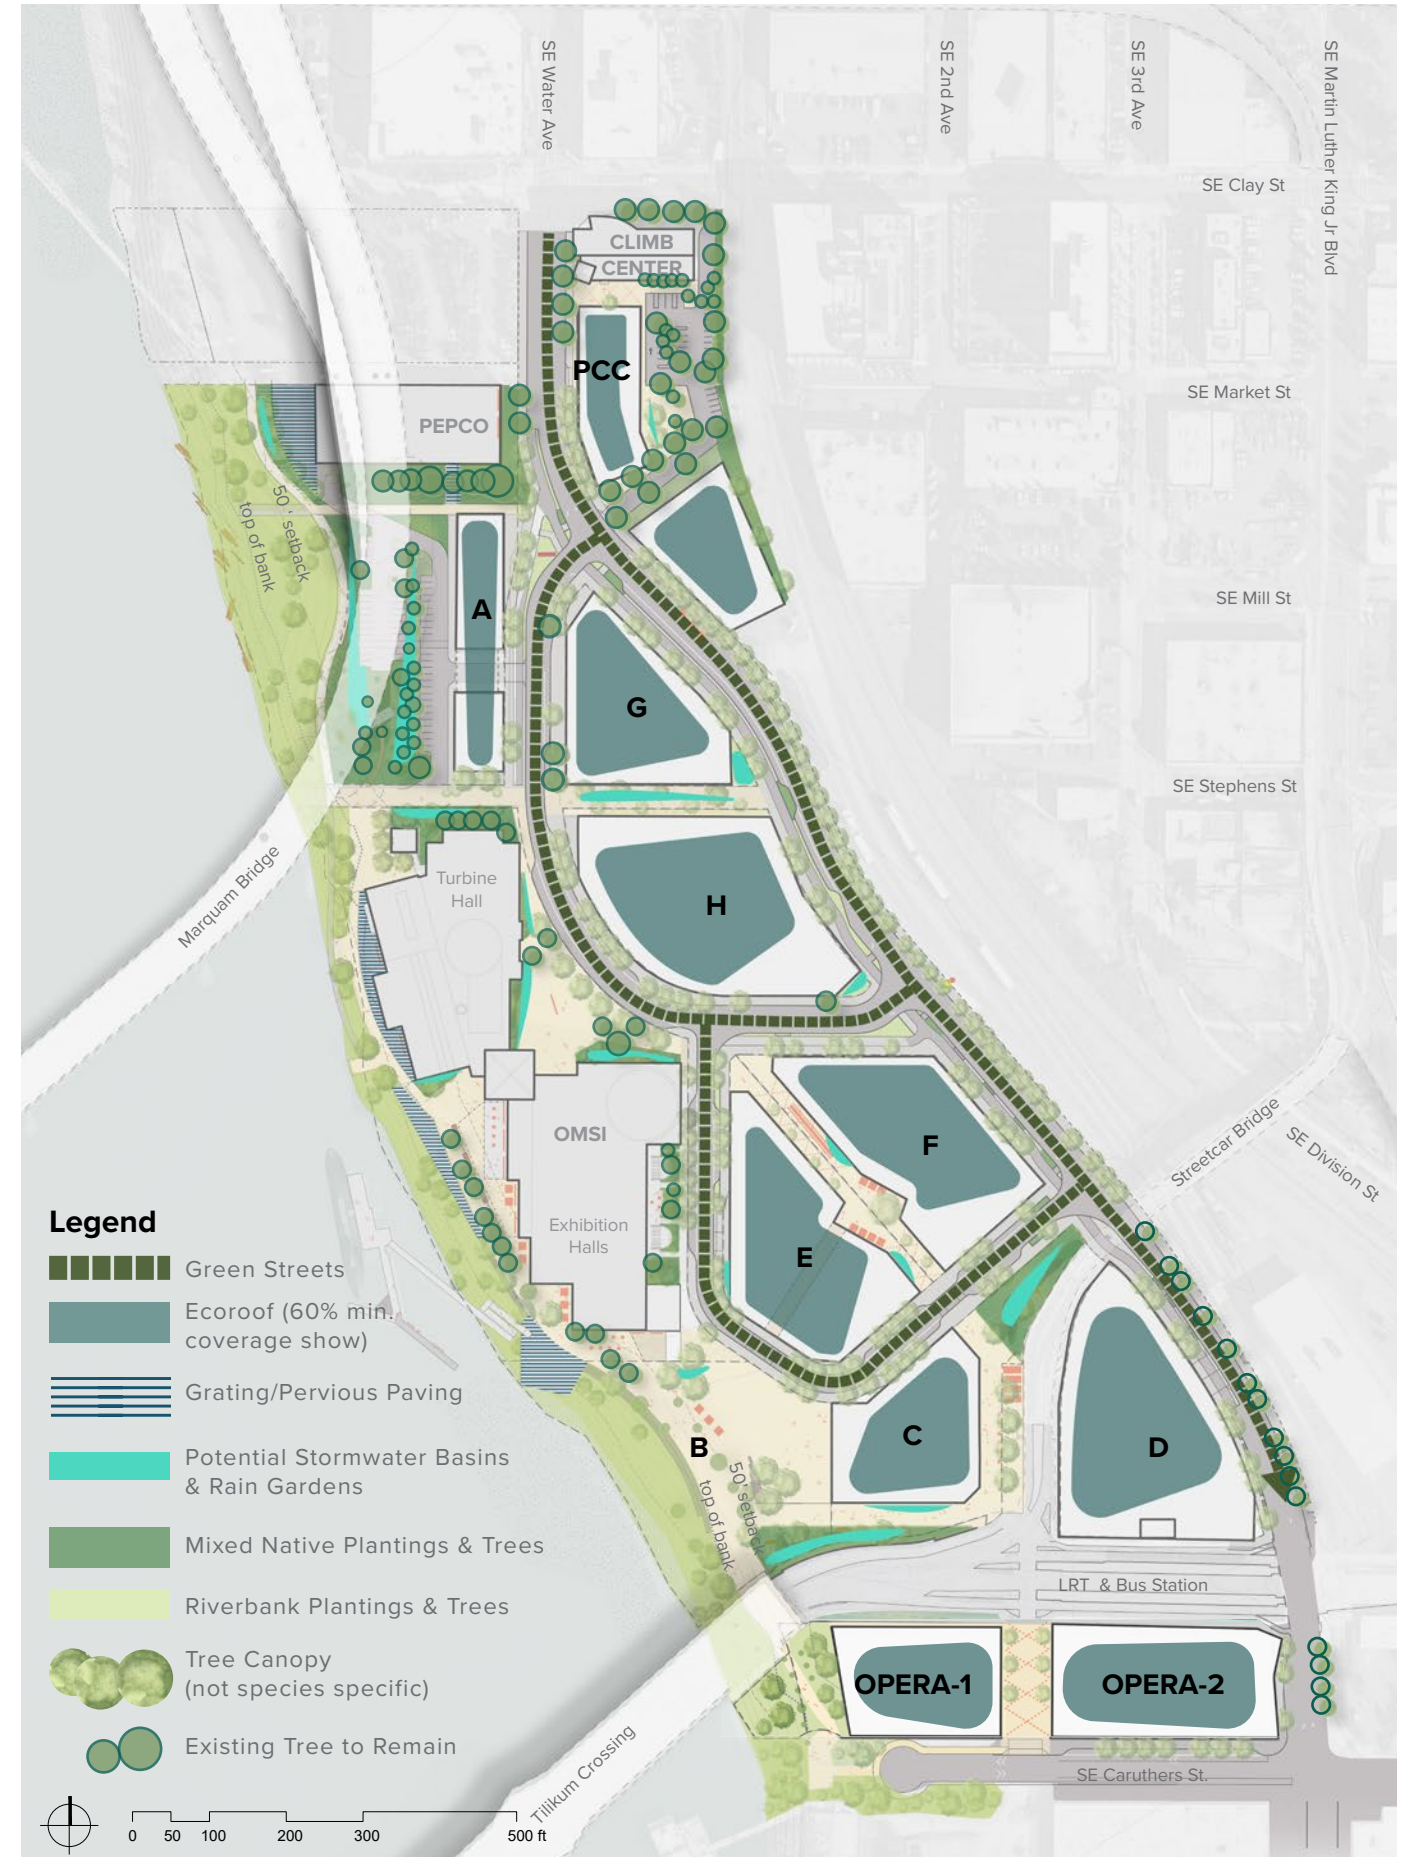 SE Water Ave
SE 2nd Ave
SE 3rd Ave
SE Martin Luther King Jr Blvd
SE Clay St
CLIMB
CENTER
PCC
SE Market St
PEPCO
50 ' setback
top of bank
A
SE Mill St
G
SE Stephens St
Marquam Bridge
Turbine
Hall
H
OMSI
F
Streetcar Bridge
SE Division St
Exhibition
Halls
E
Legend
Green Streets
Ecoroof (60% min.
coverage show)
Grating/Pervious Paving
Potential Stormwater Basins
& Rain Gardens
Mixed Native Plantings & Trees
Riverbank Plantings & Trees
Tree Canopy
(not species specific)
Existing Tree to Remain
B
C
D
50' setback
top of bank
LRT & Bus Station
OPERA-1
OPERA-2
Tilikum Crossing
SE Caruthers St.
0 50 100 200 300 500 ft